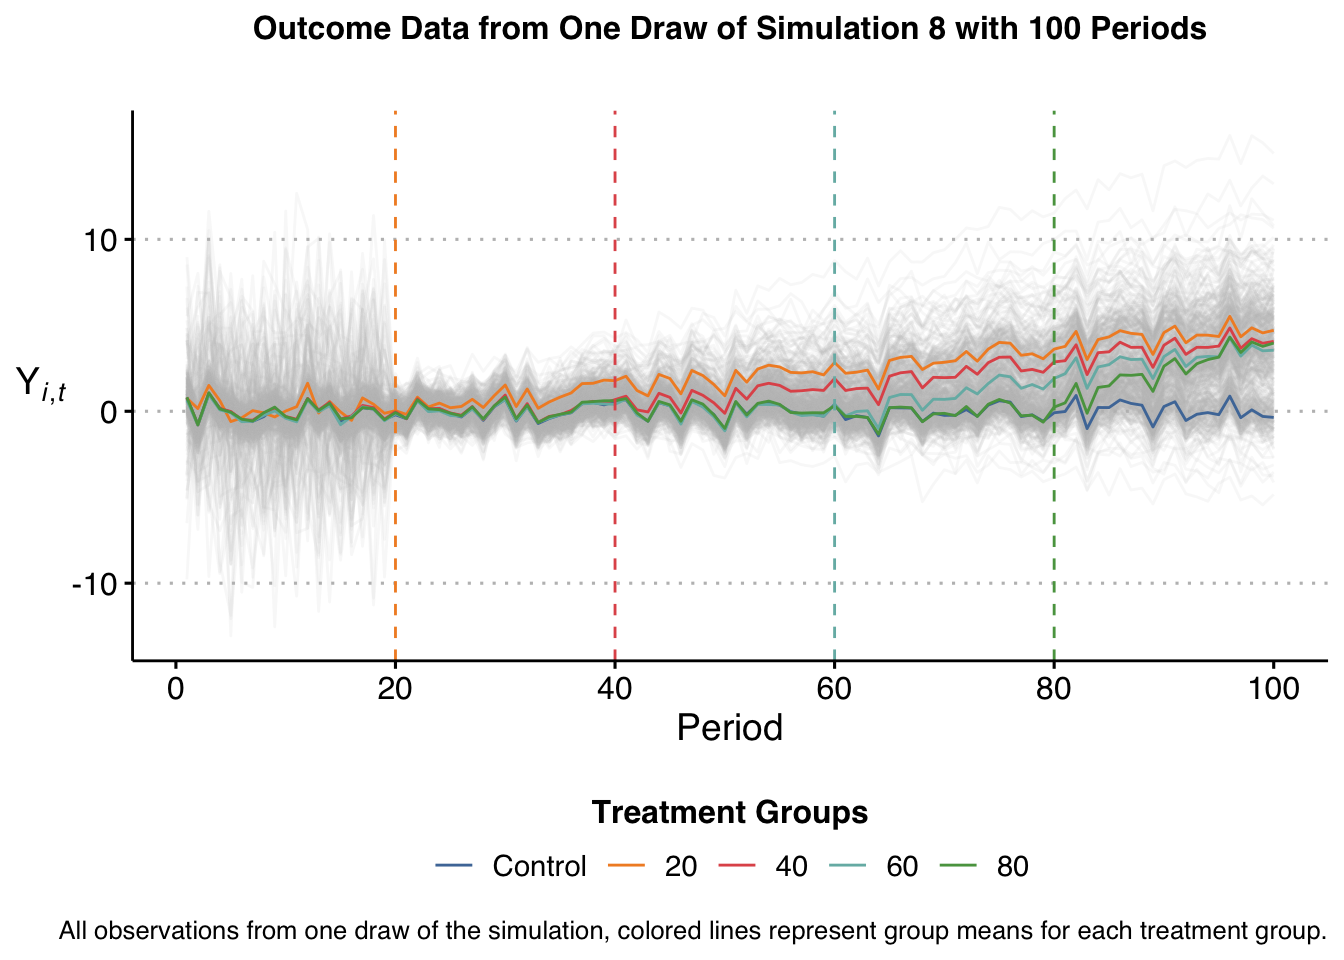 Outcome Data from One Draw of Simulation 8 with 100 Periods
10
0
-10
Y i,t
0 20 40 60 80 100
Period
Treatment Groups
Control 20 40 60 80
All observations from one draw of the simulation, colored lines represent group means for each treatment group.